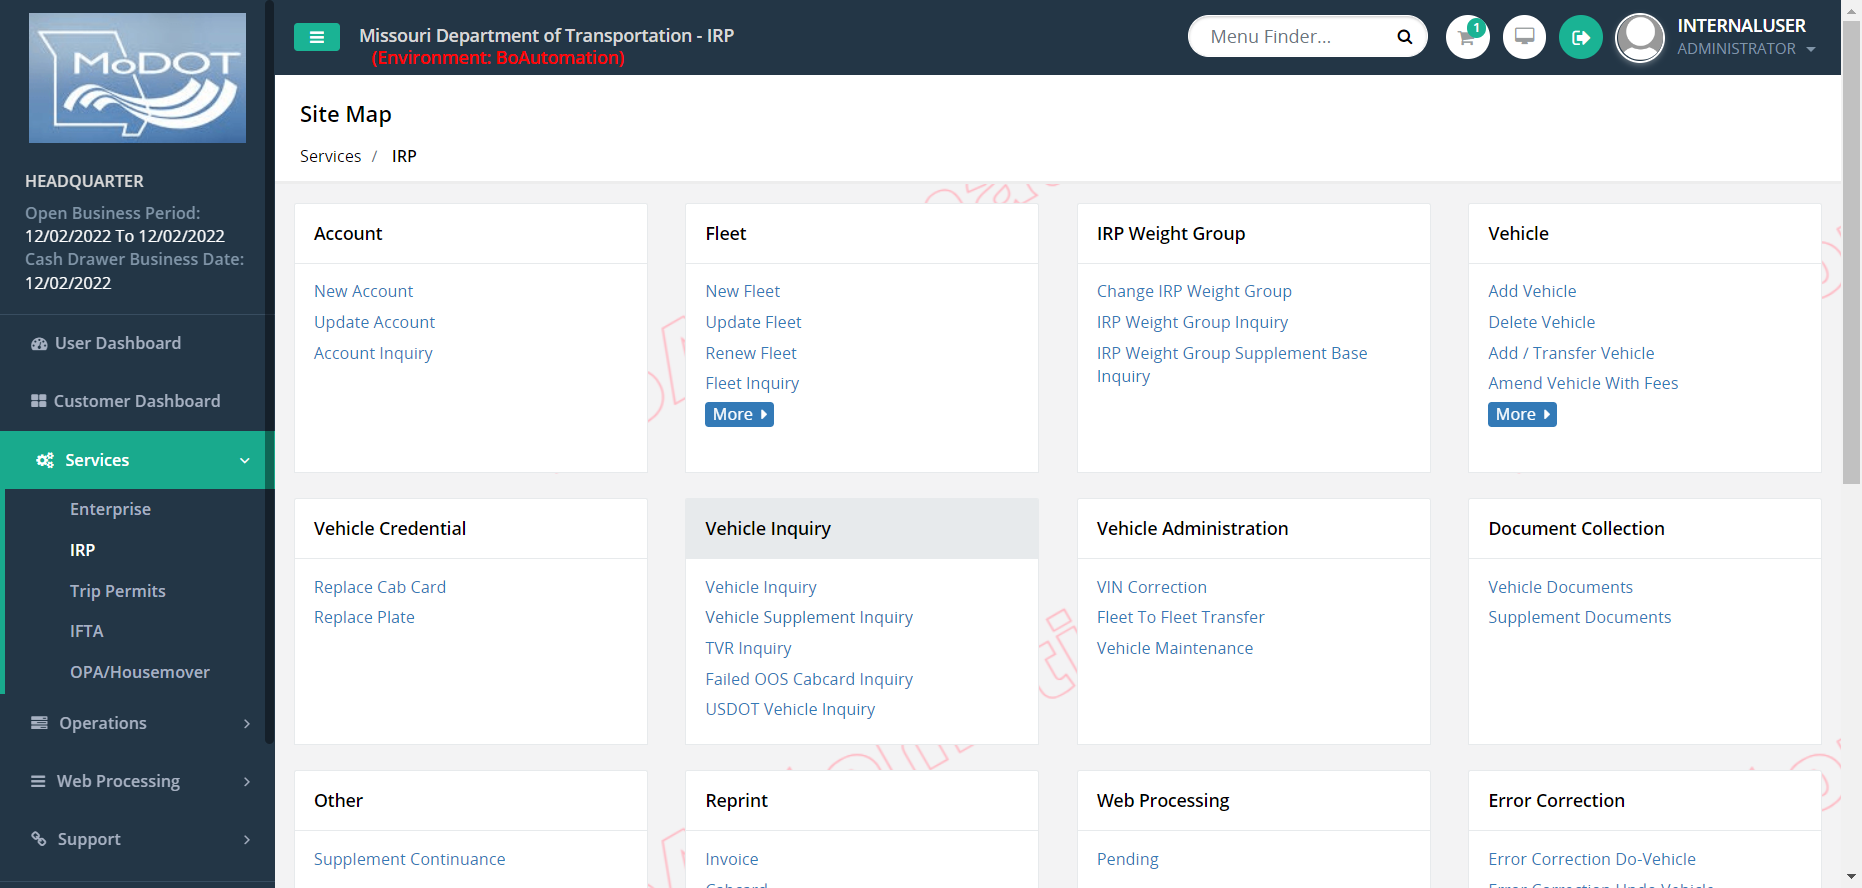 MoDOT
Missouri Department of Transportation - IRP
(Environment: BoAutomation)
Menu Finder...
1
INTERNALUSER
ADMINISTRATOR
HEADQUARTER
Open Business Period:
12/02/2022 To 12/02/2022
Cash Drawer Business Date:
12/02/2022
User Dashboard
Customer Dashboard
Services
Enterprise
IRP
Trip Permits
IFTA
OPA/Housemover
Operations
Web Processing
Support
Site Map
Services / IRP
Account
New Account
Update Account
Account Inquiry
Fleet
New Fleet
Update Fleet
Renew Fleet
Fleet Inquiry
More
IRP Weight Group
Change IRP Weight Group
IRP Weight Group Inquiry
IRP Weight Group Supplement Base
Inquiry
Vehicle
Add Vehicle
Delete Vehicle
Add / Transfer Vehicle
Amend Vehicle With Fees
More
Vehicle Credential
Replace Cab Card
Replace Plate
Vehicle Inquiry
Vehicle Inquiry
Vehicle Supplement Inquiry
TVR Inquiry
Failed OOS Cabcard Inquiry
USDOT Vehicle Inquiry
Vehicle Administration
VIN Correction
Fleet To Fleet Transfer
Vehicle Maintenance
Document Collection
Vehicle Documents
Supplement Documents
Other
Supplement Continuance
Reprint
Invoice
Cabcard
Web Processing
Pending
Error Correction
Error Correction Do-Vehicle
Error Correction Undo Vehicle